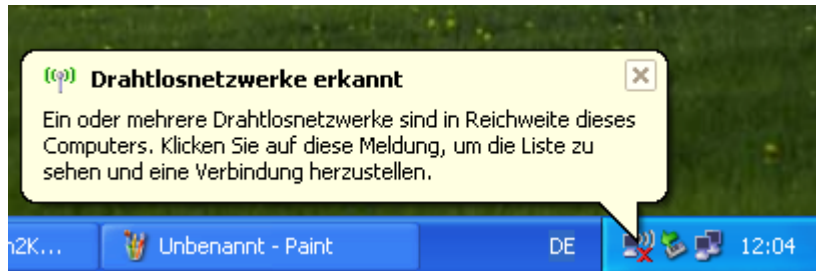 Drahtlosnetzwerke erkannt
Ein oder mehrere Drahtlosnetzwerke sind in Reichweite dieses
Computers. Klicken Sie auf diese Meldung, um die Liste zu
sehen und eine Verbindung herzustellen.
n2K... Unbenannt - Paint DE 12:04